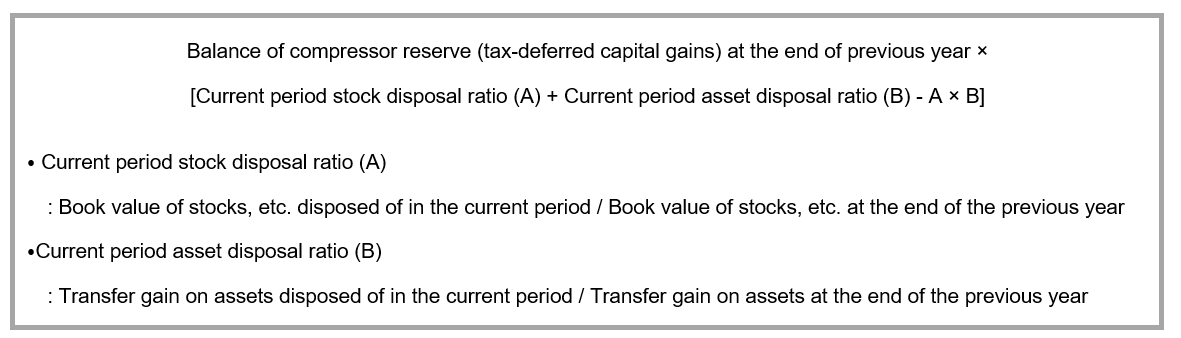 Balance of compressor reserve (tax-deferred capital gains) at the end of previous year ×
[Current period stock disposal ratio (A) + Current period asset disposal ratio (B) - A × B]
• Current period stock disposal ratio (A)
: Book value of stocks, etc. disposed of in the current period / Book value of stocks, etc. at the end of the previous year
•Current period asset disposal ratio (B)
: Transfer gain on assets disposed of in the current period / Transfer gain on assets at the end of the previous year